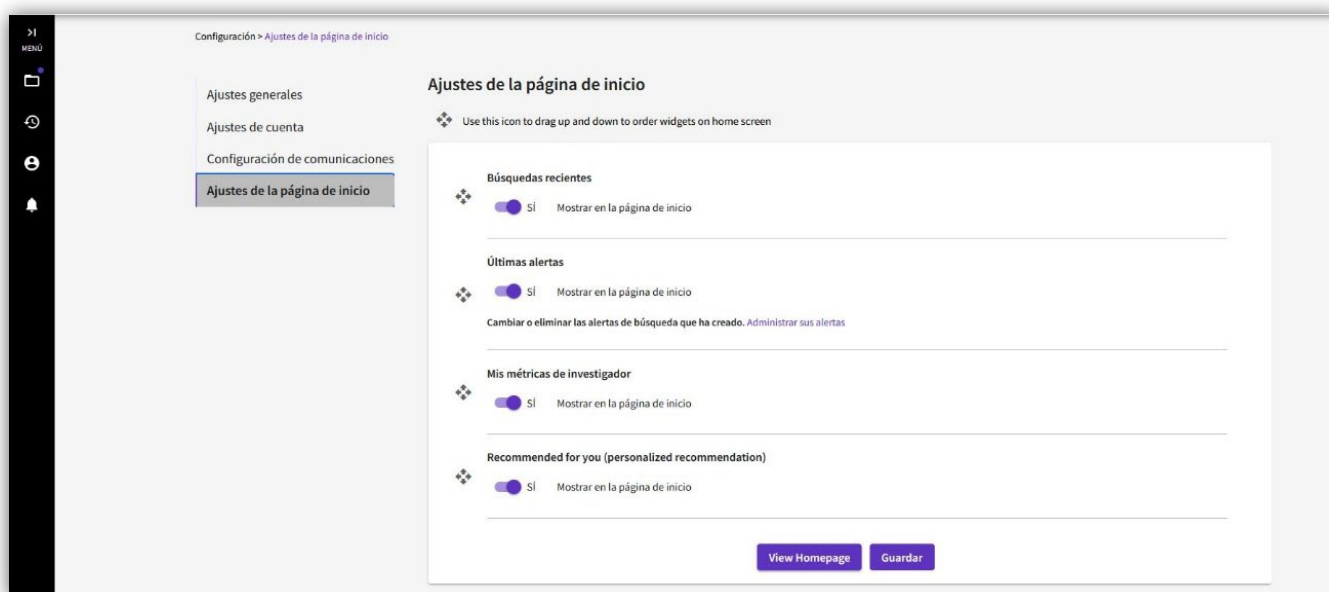 >I
MENÚ
Configuración > Ajustes de la página de inicio
Ajustes generales
Ajustes de cuenta
Configuración de comunicaciones
Ajustes de la página de inicio
Ajustes de la página de inicio
Use this icon to drag up and down to order widgets on home screen
Búsquedas recientes
SÍ Mostrar en la página de inicio
Últimas alertas
SÍ Mostrar en la página de inicio
Cambiar o eliminar las alertas de búsqueda que ha creado. Administrar sus alertas
Mis métricas de investigador
SÍ Mostrar en la página de inicio
Recommended for you (personalized recommendation)
SÍ Mostrar en la página de inicio
View Homepage Guardar